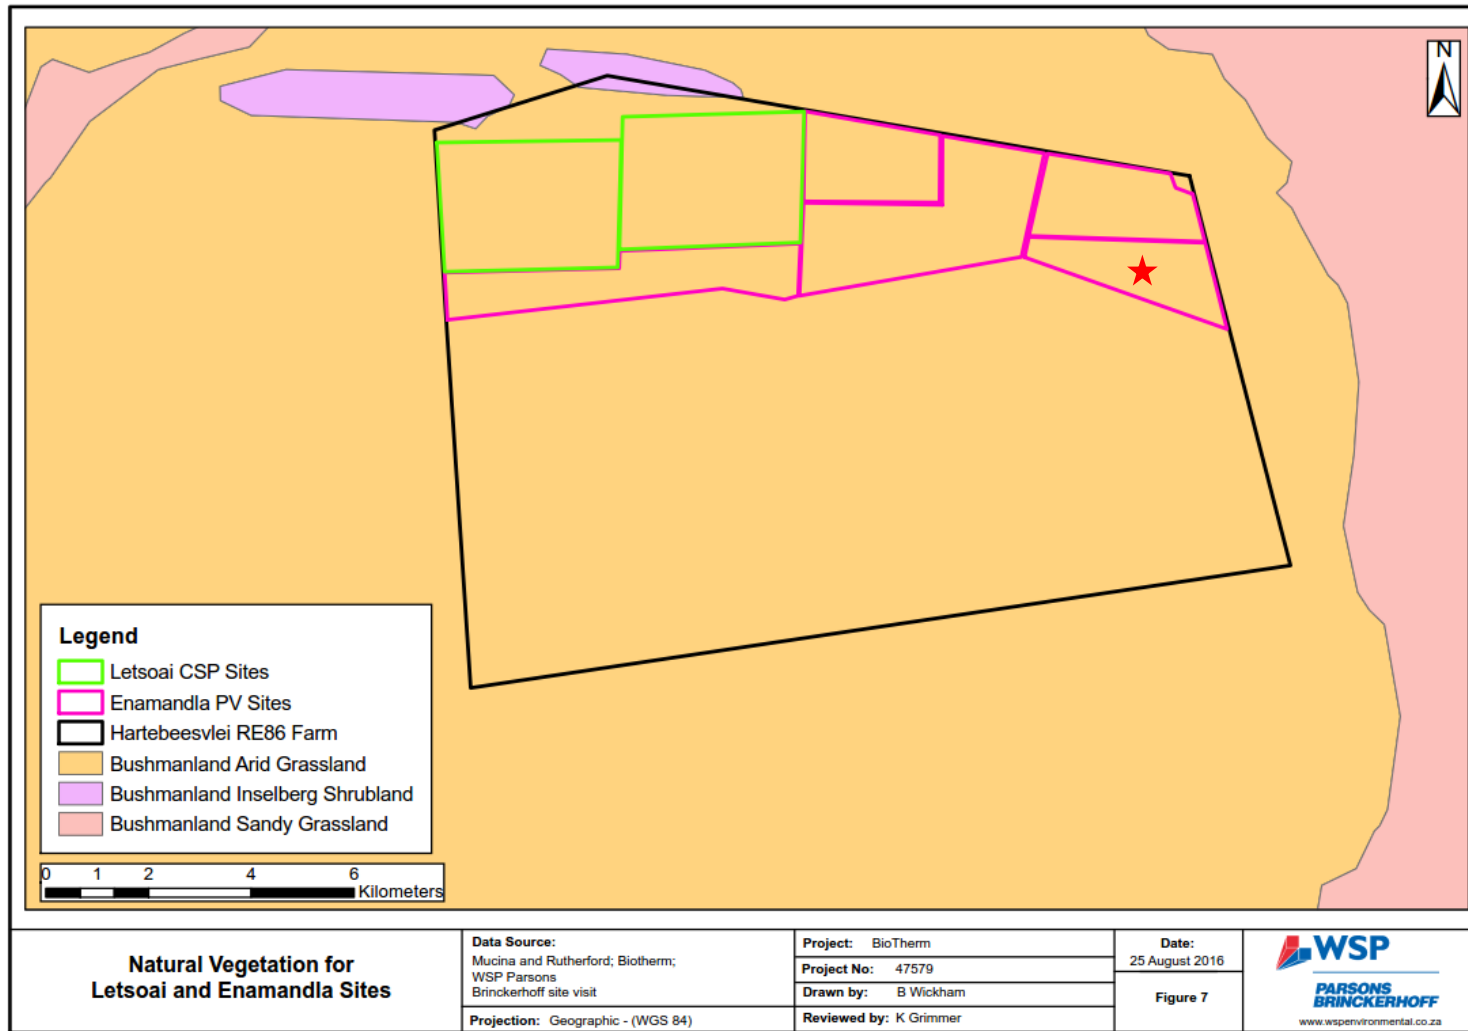 N
Legend
Letsoai CSP Sites
Enamandla PV Sites
Hartebeesvlei RE86 Farm
Bushmanland Arid Grassland
Bushmanland Inselberg Shrubland
Bushmanland Sandy Grassland
0 1 2 4 6
Kilometers
Natural Vegetation for
Letsoai and Enamandla Sites
Data Source:
Mucina and Rutherford; Biotherm;
WSP Parsons
Brinckerhoff site visit
Projection: Geographic - (WGS 84)
Project: BioTherm
Project No: 47579
Drawn by: B Wickham
Reviewed by: K Grimmer
Date:
25 August 2016
Figure 7
WSP
PARSONS
BRINCKERHOFF
www.wspenvironmental.co.za